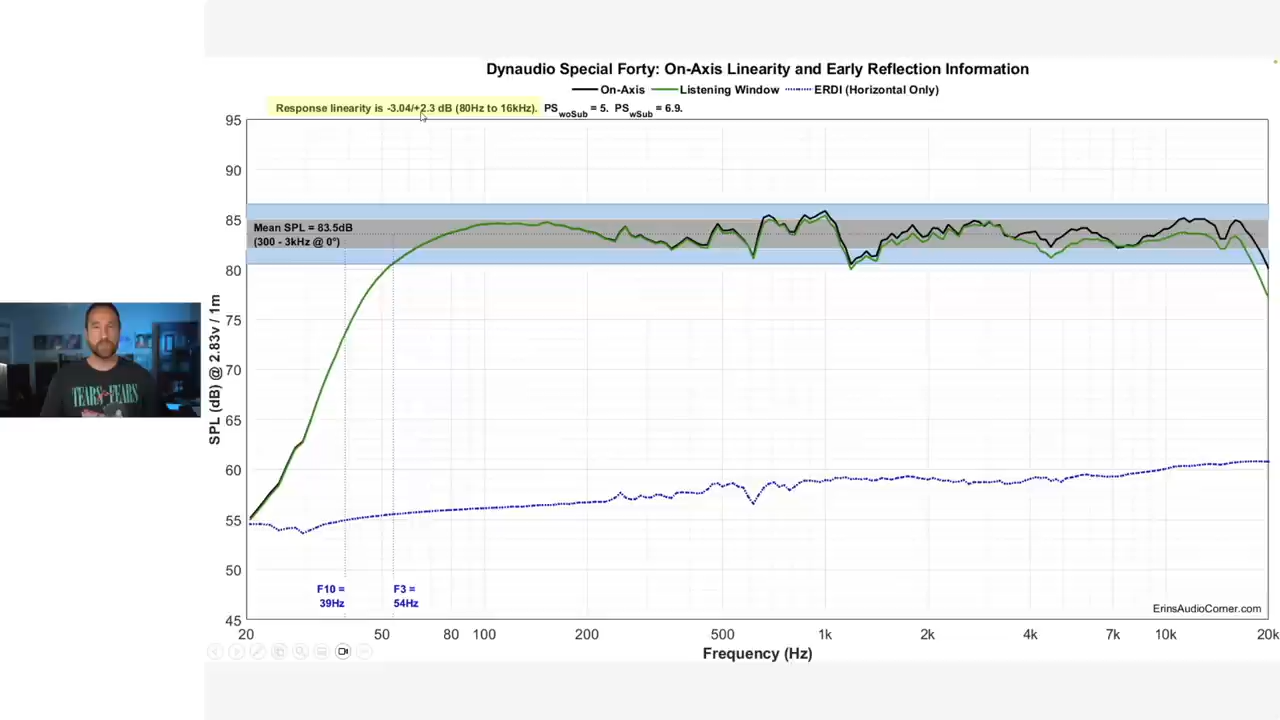 Dynaudio Special Forty: On-Axis Linearity and Early Reflection Information
On-Axis Listening Window ERDI (Horizontal Only)
Response linearity is -3.04/+2.3 dB (80Hz to 16kHz). PSwoSub = 5. PSwSub = 6.9.
95
90
85
80
75
70
65
60
55
50
45
Mean SPL = 83.5dB
(300 - 3kHz @ 0°)
SPL (dB) @ 2.83v / 1m
TEARS FEARS
F10 =
39Hz
F3 =
54Hz
ErinsAudioCorner.com
20 50 80 100 200 500 1k 2k 4k 7k 10k 20k
Frequency (Hz)